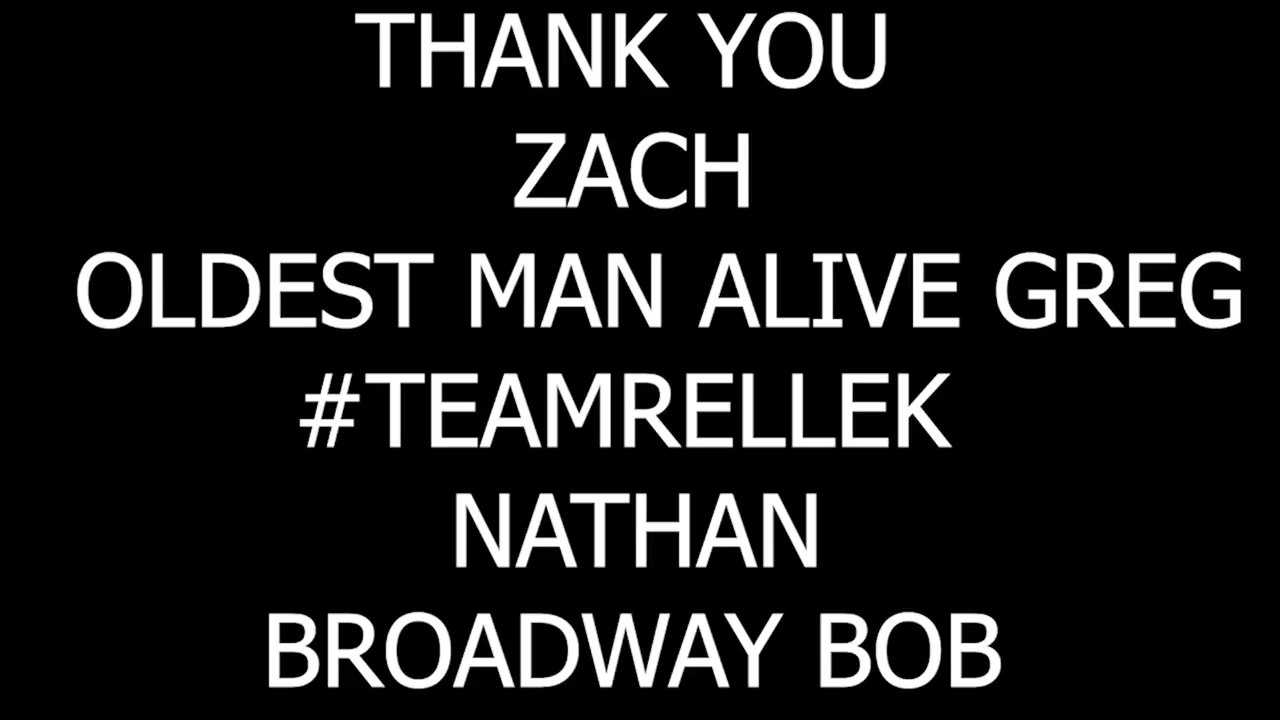 THANK YOU
ZACH
OLDEST MAN ALIVE GREG
#TEAMRELLEK
NATHAN
BROADWAY BOB